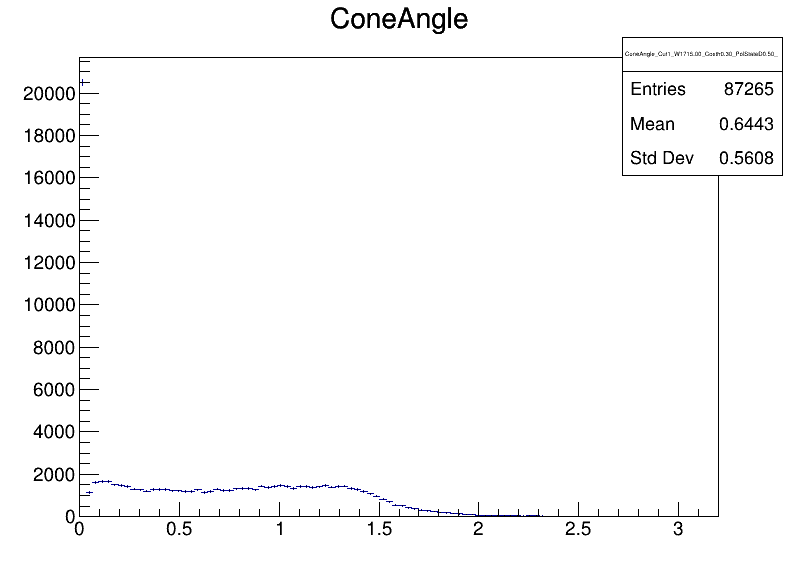 ConeAngle
ConeAngle_Cut1_W1715.00_Costh0.30_PolStateD0.50_
Entries 87265
Mean 0.6443
Std Dev 0.5608
20000
18000
16000
14000
12000
10000
8000
6000
4000
2000
0
0 0.5 1 1.5 2 2.5 3